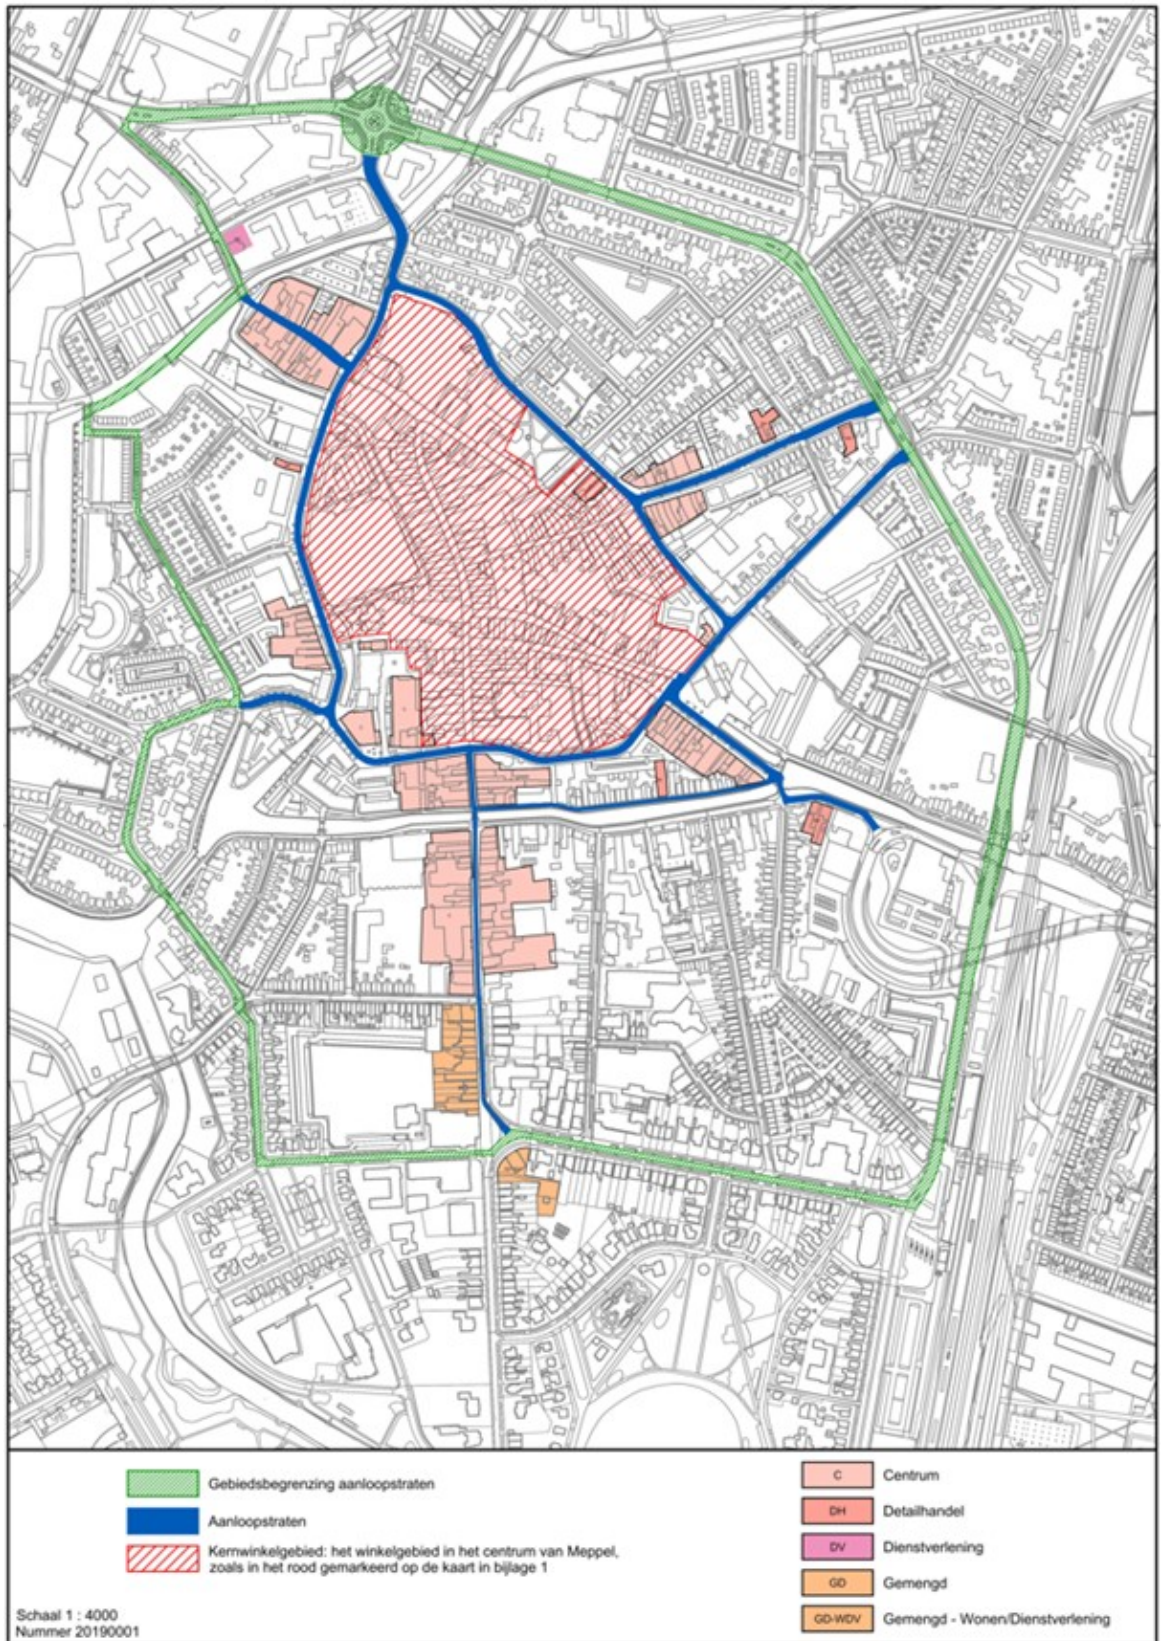 Gebiedsbegrenzing aanloopstraten
Aanloopstraten
Kernwinkelgebied: het winkelgebied in het centrum van Meppel,
zoals in het rood gemarkeerd op de kaart in bijlage 1
C Centrum
DH Detailhandel
DV Dienstverlening
GD Gemengd
GD-WDV Gemengd - Wonen/Dienstverlening
Schaal 1 : 4000
Nummer 20190001